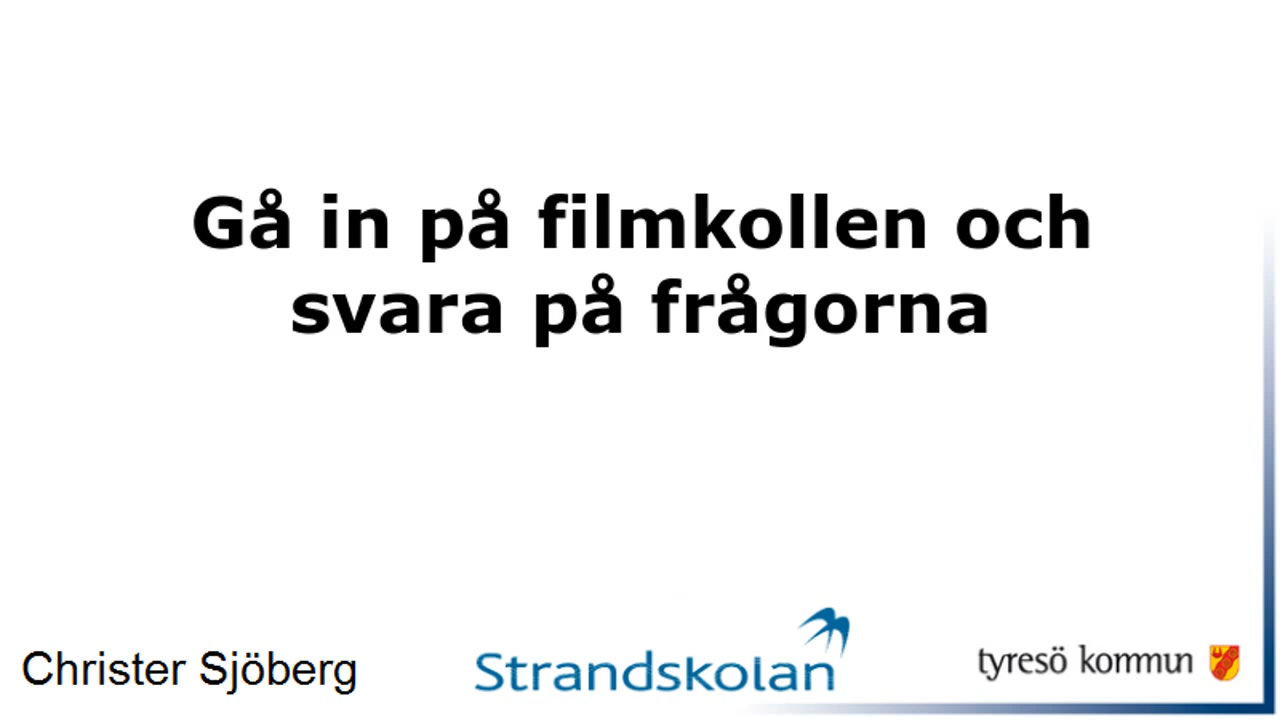 Gå in på filmkollen och
svara på frågorna
Christer Sjöberg
Strandskolan
tyresö kommun